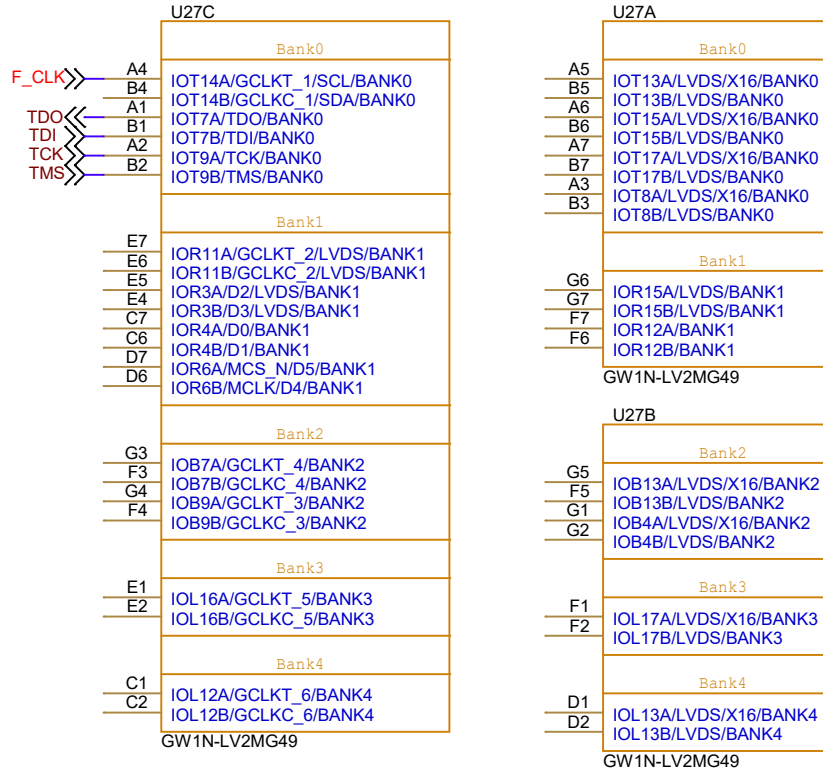 U27C
Bank0
F_CLK A4 IOT14A/GCLKT_1/SCL/BANK0
B4 IOT14B/GCLKC_1/SDA/BANK0
TDO A1 IOT7A/TDO/BANK0
TDI B1 IOT7B/TDI/BANK0
TCK A2 IOT9A/TCK/BANK0
TMS B2 IOT9B/TMS/BANK0
Bank1
E7 IOR11A/GCLKT_2/LVDS/BANK1
E6 IOR11B/GCLKC_2/LVDS/BANK1
E5 IOR3A/D2/LVDS/BANK1
E4 IOR3B/D3/LVDS/BANK1
C7 IOR4A/D0/BANK1
C6 IOR4B/D1/BANK1
D7 IOR6A/MCS_N/D5/BANK1
D6 IOR6B/MCLK/D4/BANK1
Bank2
G3 IOB7A/GCLKT_4/BANK2
F3 IOB7B/GCLKC_4/BANK2
G4 IOB9A/GCLKT_3/BANK2
F4 IOB9B/GCLKC_3/BANK2
Bank3
E1 IOL16A/GCLKT_5/BANK3
E2 IOL16B/GCLKC_5/BANK3
Bank4
C1 IOL12A/GCLKT_6/BANK4
C2 IOL12B/GCLKC_6/BANK4
GW1N-LV2MG49
U27A
Bank0
A5 IOT13A/LVDS/X16/BANK0
B5 IOT13B/LVDS/BANK0
A6 IOT15A/LVDS/X16/BANK0
B6 IOT15B/LVDS/BANK0
A7 IOT17A/LVDS/X16/BANK0
B7 IOT17B/LVDS/BANK0
A3 IOT8A/LVDS/X16/BANK0
B3 IOT8B/LVDS/BANK0
Bank1
G6 IOR15A/LVDS/BANK1
G7 IOR15B/LVDS/BANK1
F7 IOR12A/BANK1
F6 IOR12B/BANK1
GW1N-LV2MG49
U27B
Bank2
G5 IOB13A/LVDS/X16/BANK2
F5 IOB13B/LVDS/BANK2
G1 IOB4A/LVDS/X16/BANK2
G2 IOB4B/LVDS/BANK2
Bank3
F1 IOL17A/LVDS/X16/BANK3
F2 IOL17B/LVDS/BANK3
Bank4
D1 IOL13A/LVDS/X16/BANK4
D2 IOL13B/LVDS/BANK4
GW1N-LV2MG49